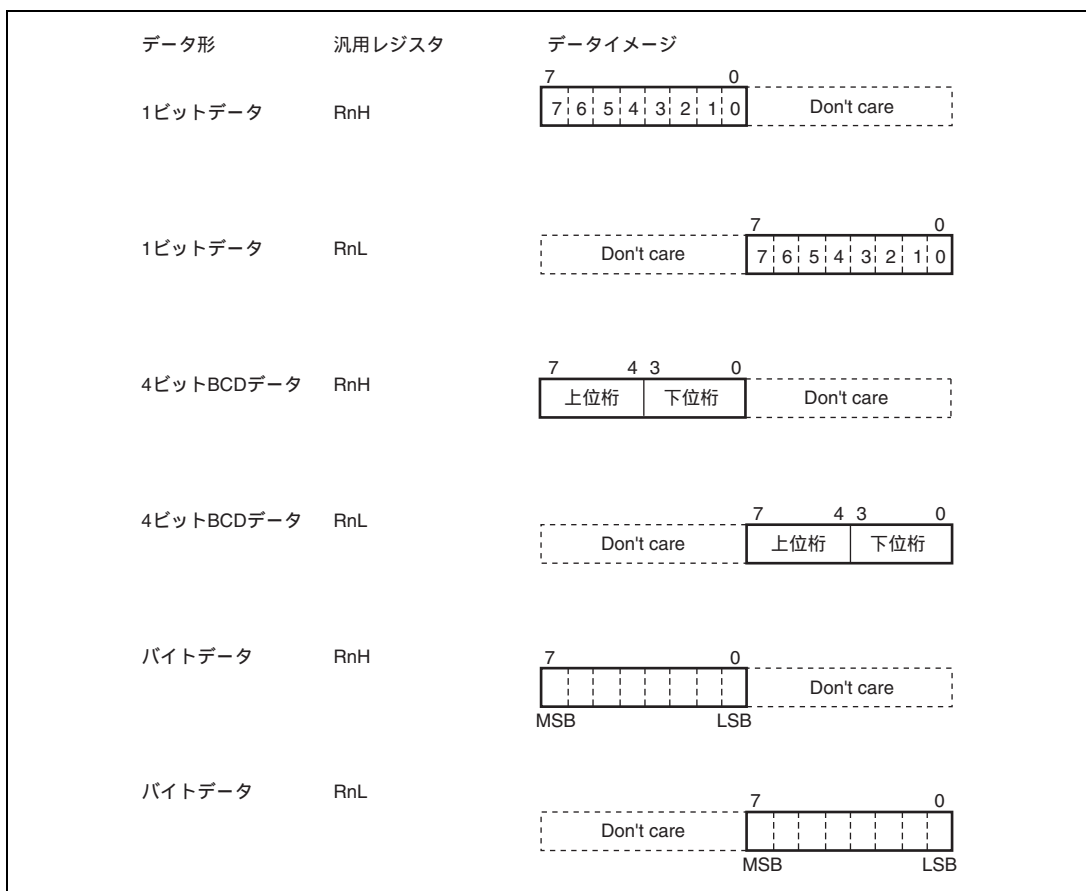 データ形 汎用レジスタ データイメージ
7 0
1ビットデータ RnH 7 6 5 4 3 2 1 0 Don't care
7 0
1ビットデータ RnL Don't care 7 6 5 4 3 2 1 0
7 4 3 0
4ビットBCDデータ RnH 上位桁 下位桁 Don't care
7 4 3 0
4ビットBCDデータ RnL Don't care 上位桁 下位桁
バイトデータ RnH 7 0
Don't care
MSB LSB
バイトデータ RnL 7 0
Don't care
MSB LSB